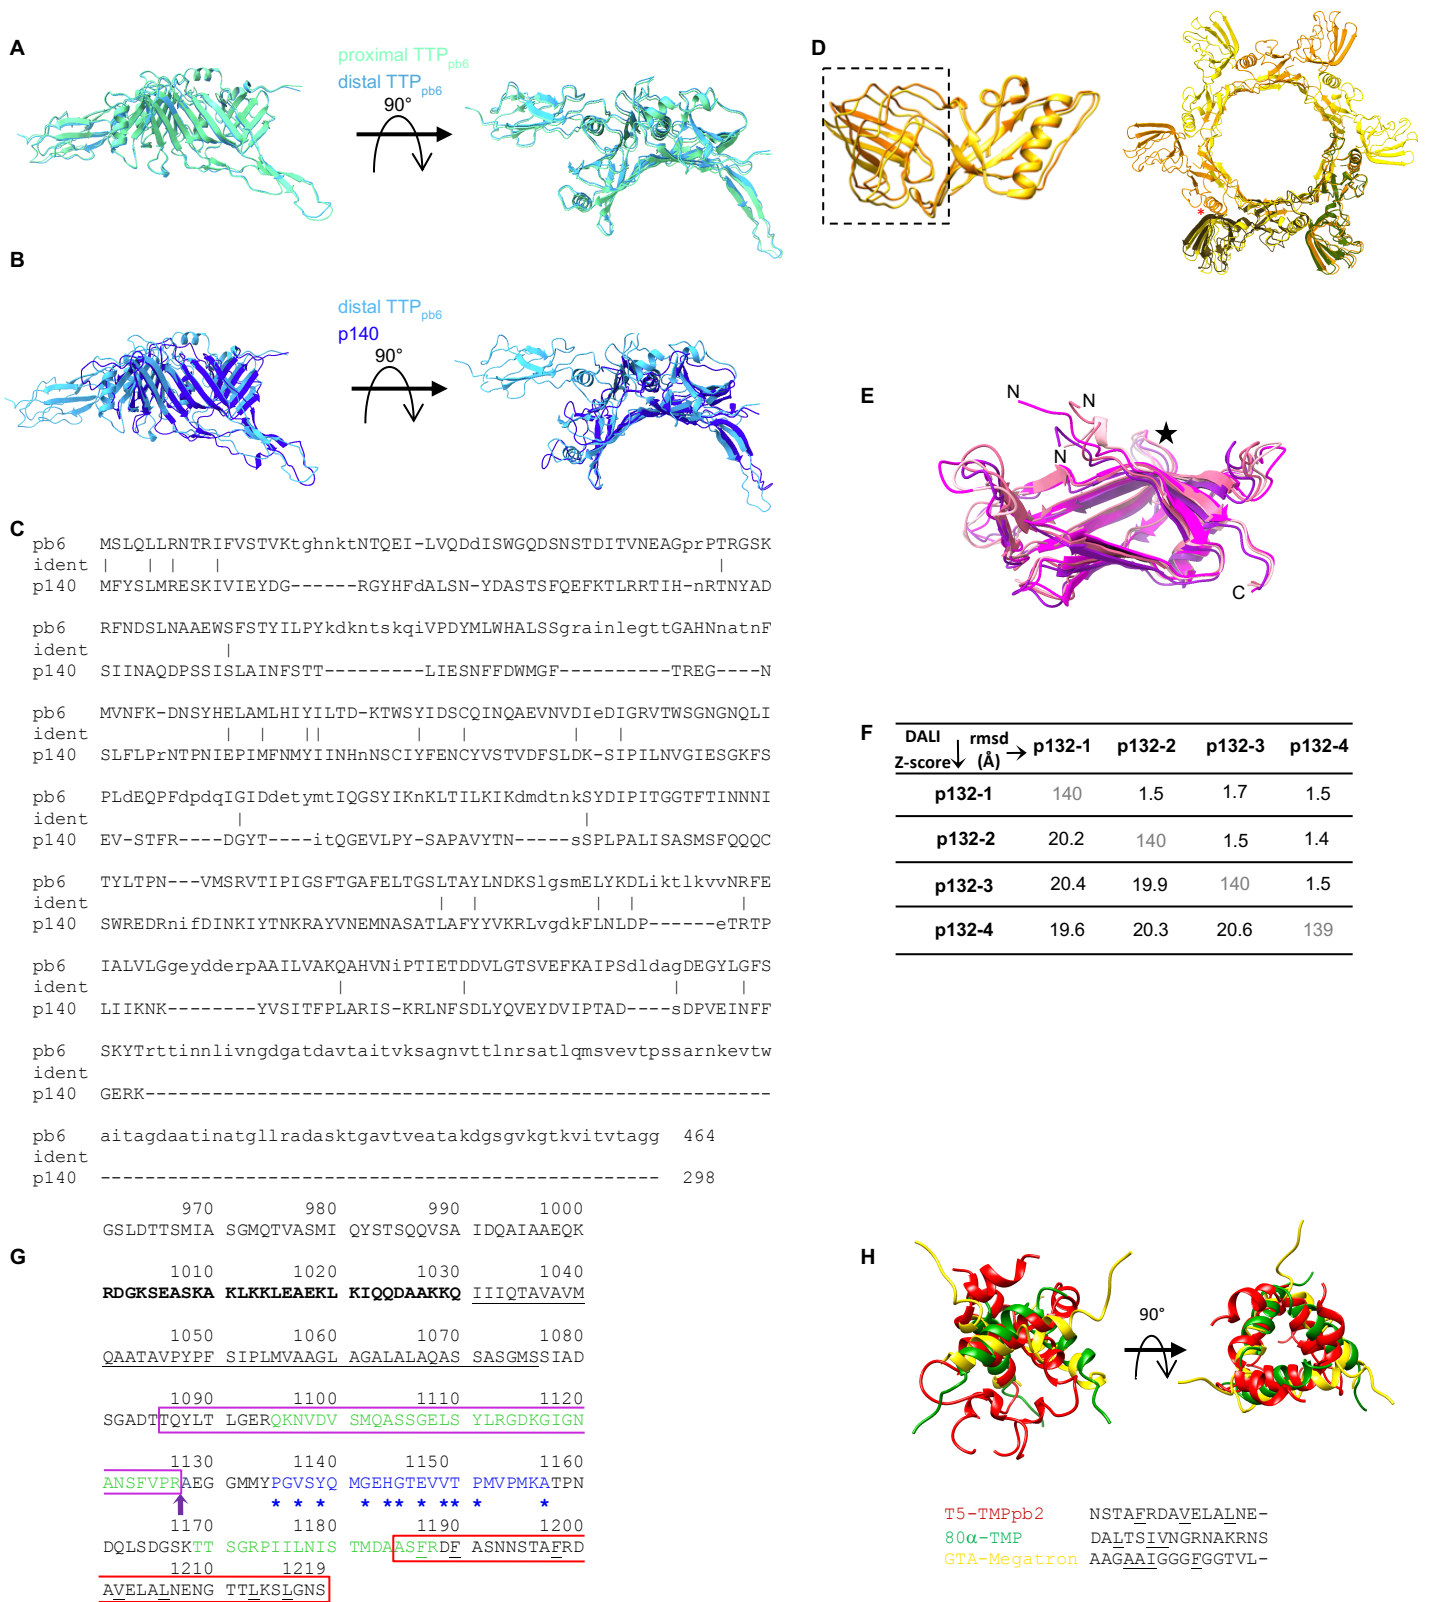 A
proximal TTPpb6
distal TTPpb6
90°
B
distal TTPpb6
p140
90°
C
pb6 MSLQLLRNTRIFVSTVKtghnktNTQEI-LVQDdISWGQDSNSTDITVNEAGprPTRGSK
ident | | | | |
p140 MFYSLMRESKIVIEYDG------RGYHFdALSN-YDASTSFQEFKTLRRTIH-nRTNYAD
pb6 RFNDSLNAAEWSFSTYILPYkdkntskqiVPDYMLWHALSSgrainlegttGAHNnatnF
ident |
p140 SIINAQDPSSISLAINFSTT---------LIESNFFDWMGF----------TREG----N
pb6 MVNFK-DNSYHELAMLHIYILTD-KTWSYIDSCQINQAEVNVDIeDIGRVTWSGNGNQLI
ident | | || | | | |
p140 SLFLPrNTPNIEPIMFNMYIINHnNSCIYFENCYVSTVDFSLDK-SIPILNVGIESGKFS
pb6 PLdEQPFdpdqIGIDdetymtIQGSYIKnKLTILKIKdmdtnkSYDIPITGGTFTINNNI
ident | |
p140 EV-STFR----DGYT----itQGEVLPY-SAPAVYTN-----sSPLPALISASMSFQQQC
pb6 TYLTPN---VMSRVTIPIGSFTGAFELTGSLTAYLNDKSlgsmELYKDLiktlkvvNRFE
ident | | | | |
p140 SWREDRnifDINKIYTNKRAYVNEMNASATLAFYYVKRLvgdkFLNLDP------eTRTP
pb6 IALVLGgeydderpAAILVAKQAHVNiPTIETDDVLGTSVEFKAIPSdldagDEGYLGFS
ident | | | |
p140 LIIKNK--------YVSITFPLARIS-KRLNFSDLYQVEYDVIPTAD----sDPVEINFF
pb6 SKYTrttinnlivngdgatdavtaitvksagnvttlnrsatlqmsvevtpssarnkevtw
ident
p140 GERK--------------------------------------------------------
pb6 aitagdaatinatgllradasktgavtveatakdgsgvkgtkvitvtagg 464
ident
p140 -------------------------------------------------- 298
D
*
E
N
N
N
★
C
F
DALI Z-score ↓ rmsd (Å) → p132-1 p132-2 p132-3 p132-4
p132-1 140 1.5 1.7 1.5
p132-2 20.2 140 1.5 1.4
p132-3 20.4 19.9 140 1.5
p132-4 19.6 20.3 20.6 139
G
970 980 990 1000
GSLDTTSMIA SGMQTVASMI QYSTSQQVSA IDQAIAAEQK
1010 1020 1030 1040
RDGKSEASKA KLKKLEAEKL KIQQDAAKKQ IIIQTAVAVM
1050 1060 1070 1080
QAATAVPYPF SIPLMVAAGL AGALALAQAS SASGMSSIAD
1090 1100 1110 1120
SGADTTQYLT LGERQKNVDV SMQASSGELS YLRGDKGIGN
1130 1140 1150 1160
ANSFVPRAEG GMMYPGVSYQ MGEHGTEVVT PMVPMKATPN
* * * * ** * ** * *
1170 1180 1190 1200
DQLSDGSKTT SGRPIILNIS TMDAASFRDF ASNNSTAFRD
1210 1219
AVELALNENG TTLKSLGNS
H
90°
T5-TMPpb2 NSTAFRDAVELALNE-
80α-TMP DALTSIVNGRNAKRNS
GTA-Megatron AAGAAIGGGFGGTVL-